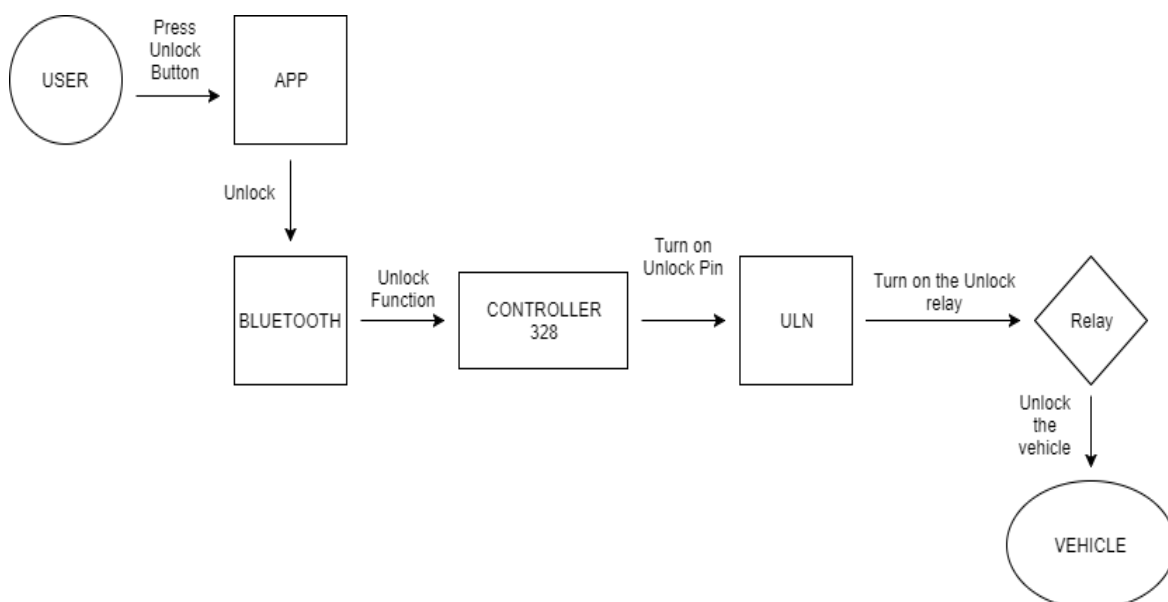 Press
Unlock
Button
USER
APP
Unlock
Turn on
Unlock Pin
Unlock
Function
Turn on the Unlock
relay
BLUETOOTH
CONTROLLER
328
ULN
Relay
Unlock
the
vehicle
VEHICLE